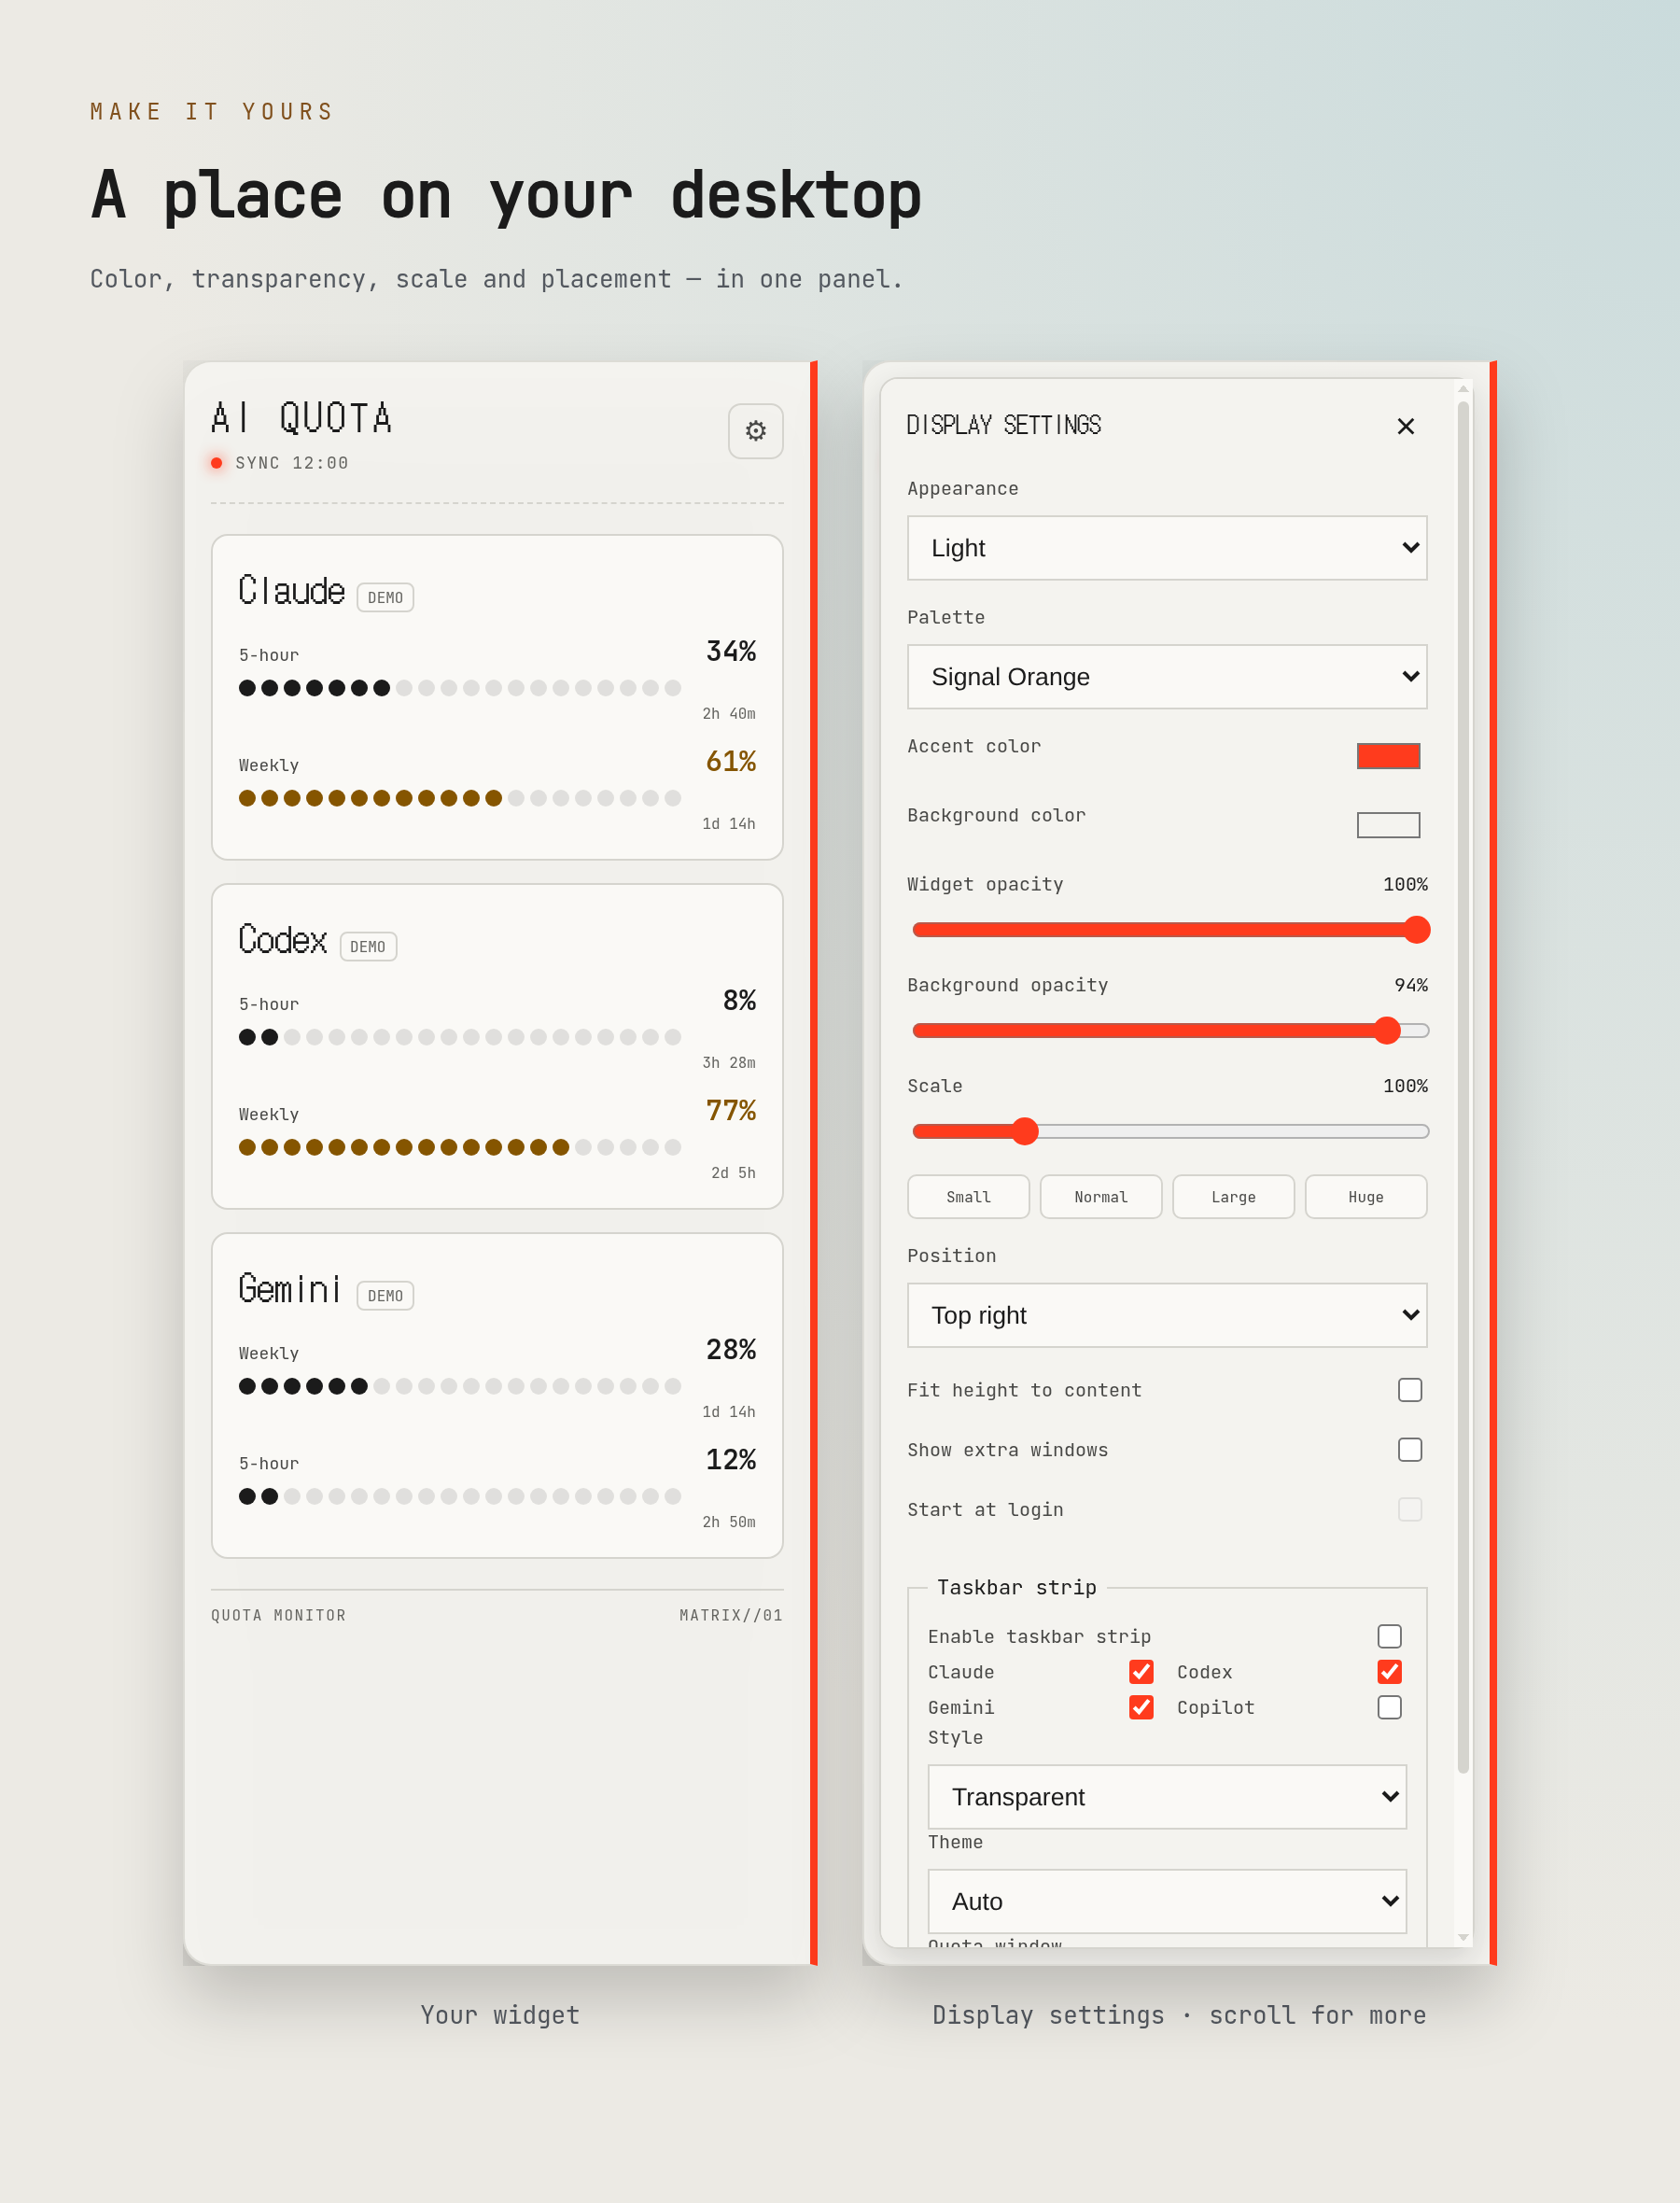 MAKE IT YOURS
A place on your desktop
Color, transparency, scale and placement — in one panel.
AI QUOTA
SYNC 12:00
Claude DEMO
5-hour 34%
2h 40m
Weekly 61%
1d 14h
Codex DEMO
5-hour 8%
3h 28m
Weekly 77%
2d 5h
Gemini DEMO
Weekly 28%
1d 14h
5-hour 12%
2h 50m
QUOTA MONITOR MATRIX//01
Your widget
DISPLAY SETTINGS
Appearance
Light
Palette
Signal Orange
Accent color
Background color
Widget opacity 100%
Background opacity 94%
Scale 100%
Small Normal Large Huge
Position
Top right
Fit height to content
Show extra windows
Start at login
Taskbar strip
Enable taskbar strip
Claude Codex
Gemini Copilot
Style
Transparent
Theme
Auto
Quota window
Display settings · scroll for more